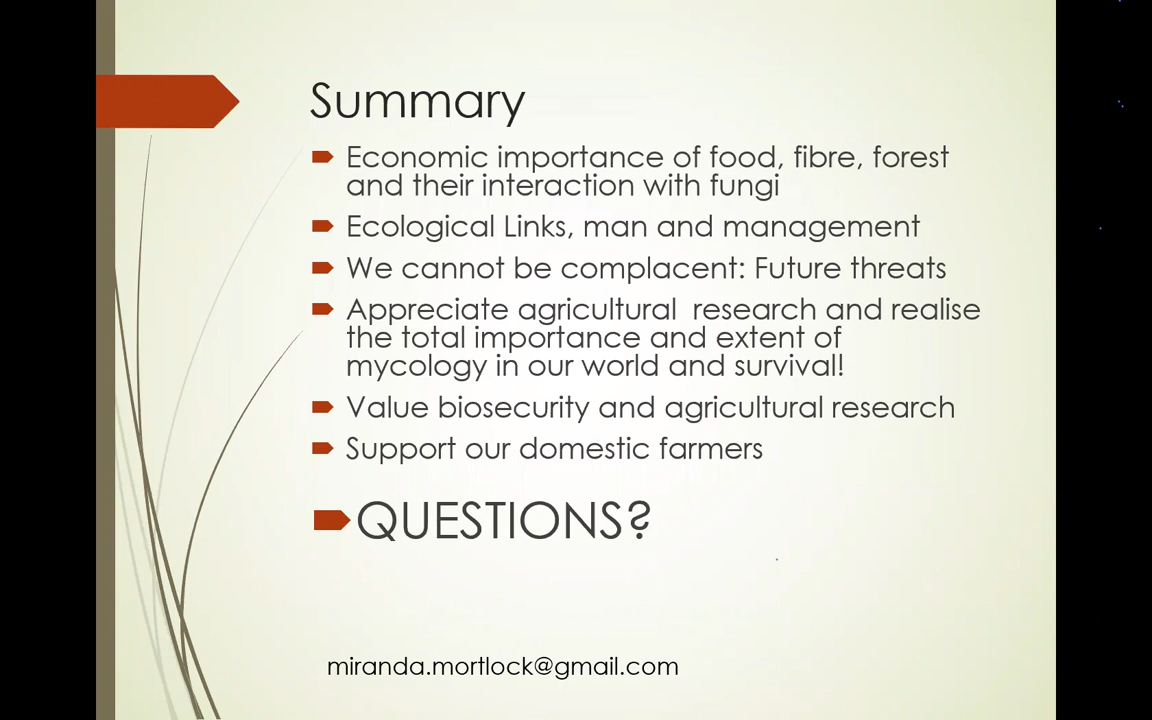 Summary
Economic importance of food, fibre, forest
and their interaction with fungi
Ecological Links, man and management
We cannot be complacent: Future threats
Appreciate agricultural  research and realise
the total importance and extent of
mycology in our world and survival!
Value biosecurity and agricultural research
Support our domestic farmers
QUESTIONS?
miranda.mortlock@gmail.com